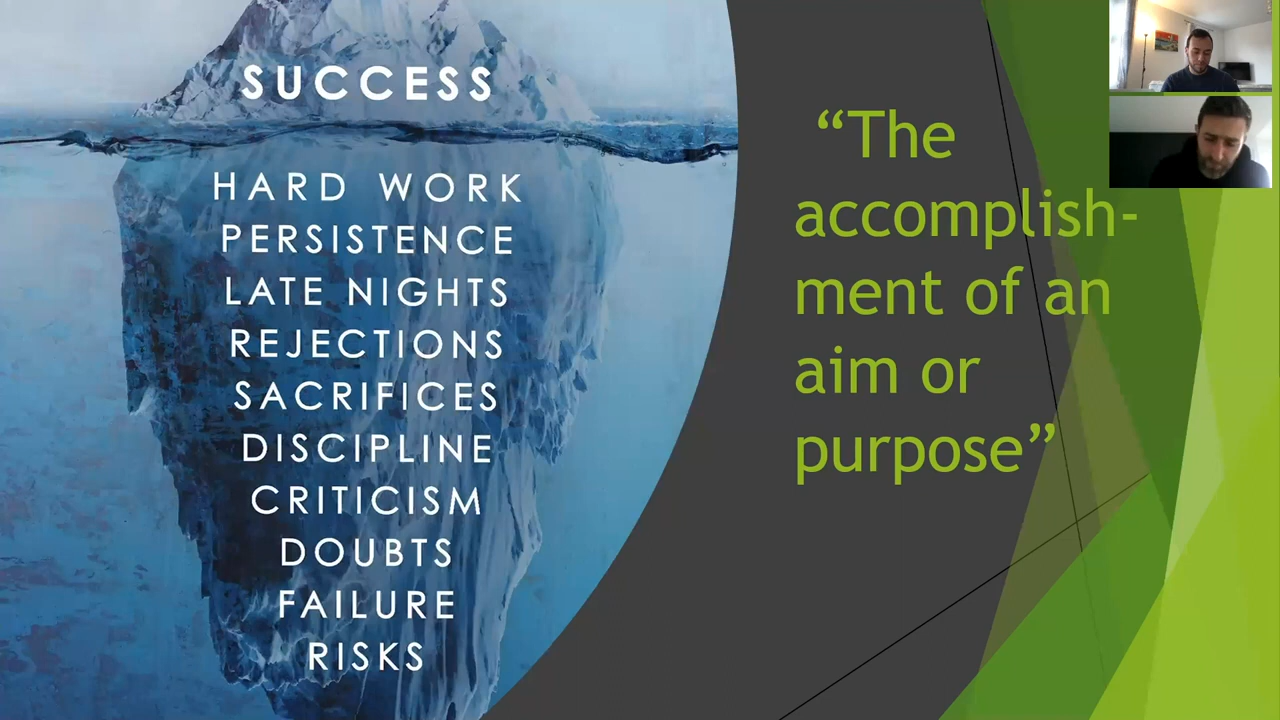 SUCCESS
HARD WORK
PERSISTENCE
LATE NIGHTS
REJECTIONS
SACRIFICES
DISCIPLINE
CRITICISM
DOUBTS
FAILURE
RISKS
“The
accomplish-
ment of an
aim or
purpose”